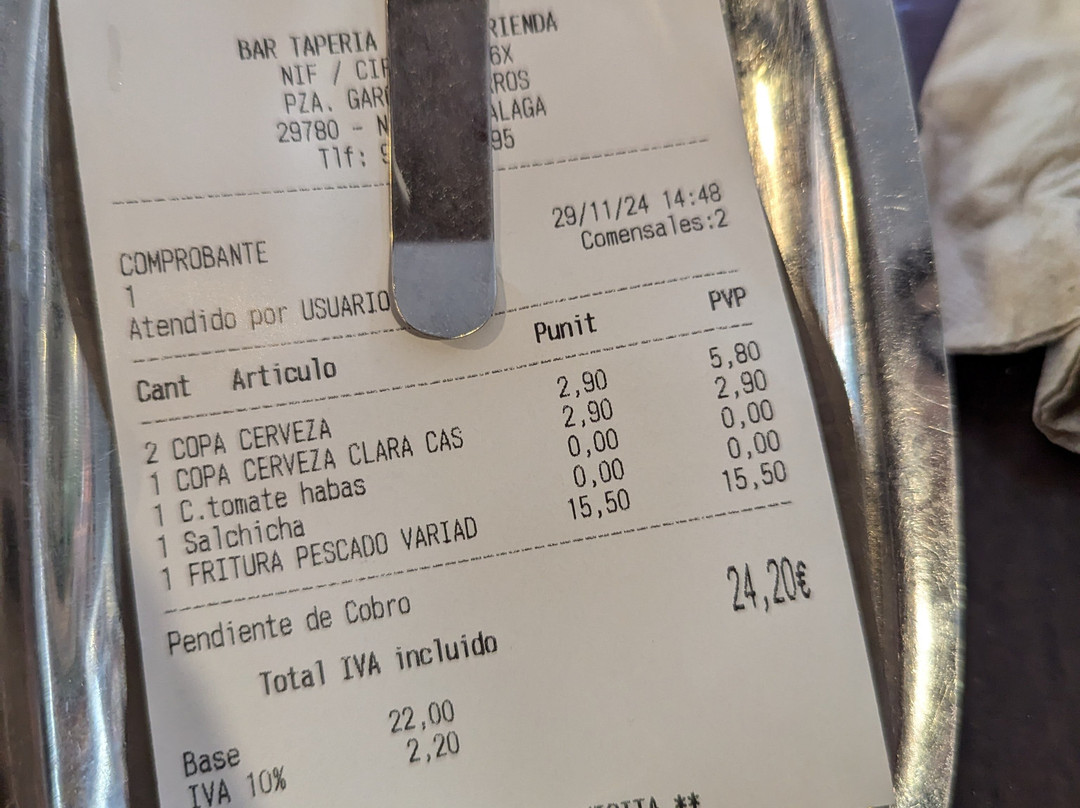 BAR TAPERIA RIENDA
NIF / CIF 6X
PZA. GAR ROS
29780 - N ALAGA
Tlf: 9 95
29/11/24 14:48
COMPROBANTE Comensales:2
1
Atendido por USUARIO
Cant Articulo Punit PVP
2 COPA CERVEZA 2,90 5,80
1 COPA CERVEZA CLARA CAS 2,90 2,90
1 C.tomate habas 0,00 0,00
1 Salchicha 0,00 0,00
1 FRITURA PESCADO VARIAD 15,50 15,50
Pendiente de Cobro 24,20€
Total IVA incluido
Base 22,00
IVA 10% 2,20